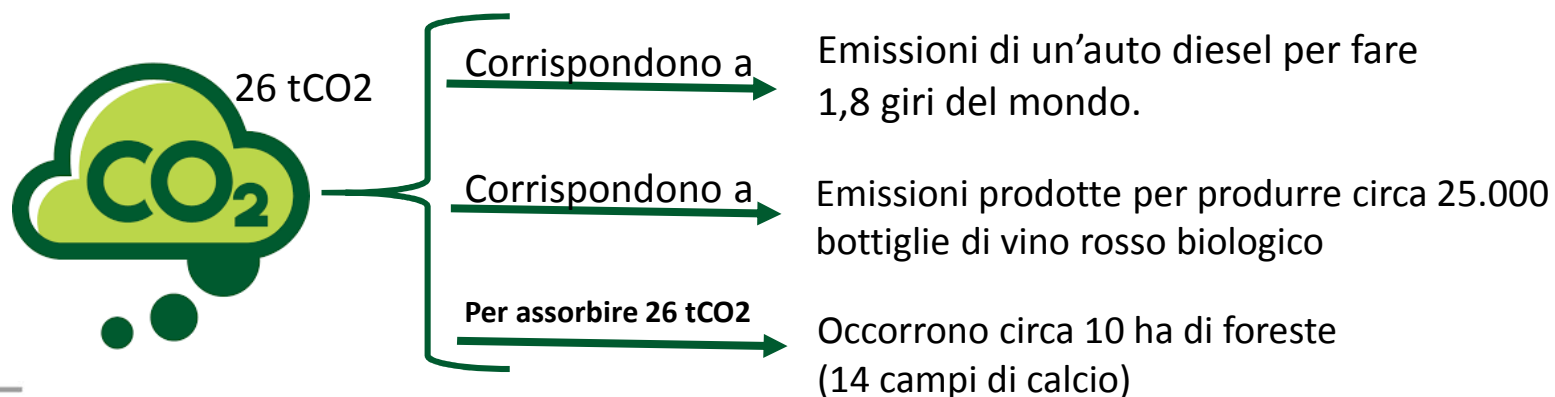 CO2
26 tCO2
Corrispondono a
Emissioni di un’auto diesel per fare
1,8 giri del mondo.
Corrispondono a
Emissioni prodotte per produrre circa 25.000
bottiglie di vino rosso biologico
Per assorbire 26 tCO2
Occorrono circa 10 ha di foreste
(14 campi di calcio)